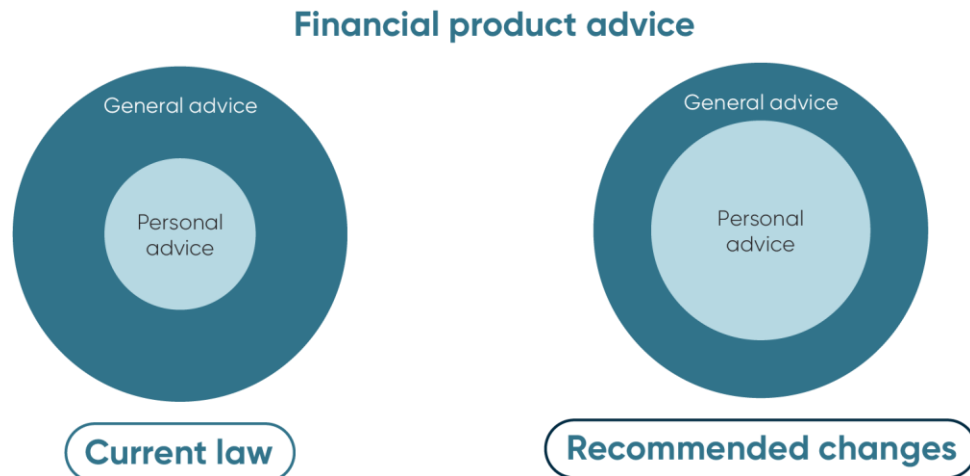 Financial product advice
General advice
Personal
advice
Current law
General advice
Personal
advice
Recommended changes